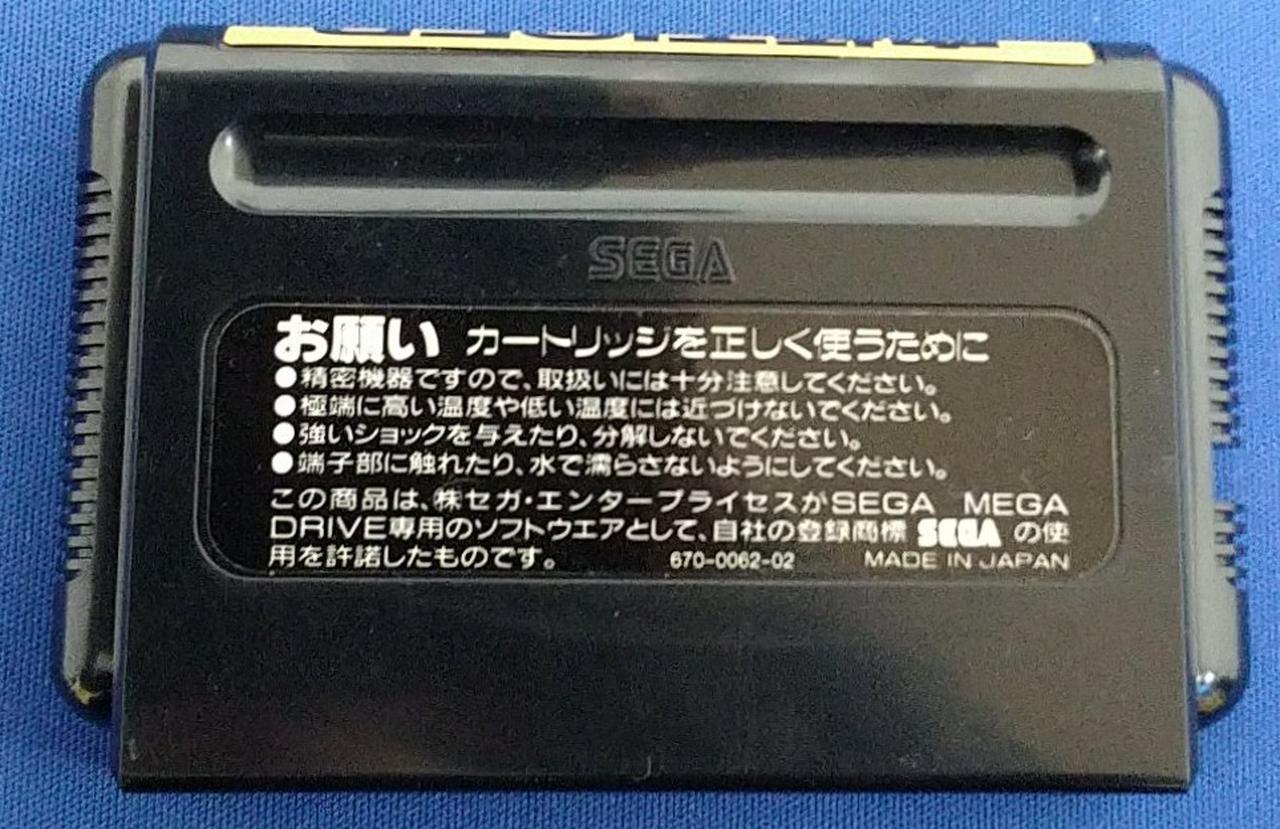 SEGA
お願い カートリッジを正しく使うために
●精密機器ですので、取扱いには十分注意してください。
●極端に高い温度や低い温度には近づけないでください。
●強いショックを与えたり、分解しないでください。
●端子部に触れたり、水で濡らさないようにしてください。
この商品は、㈱セガ・エンタープライセスがSEGA MEGA
DRIVE専用のソフトウエアとして、自社の登録商標 SEGA の使
用を許諾したものです。 670-0062-02 MADE IN JAPAN